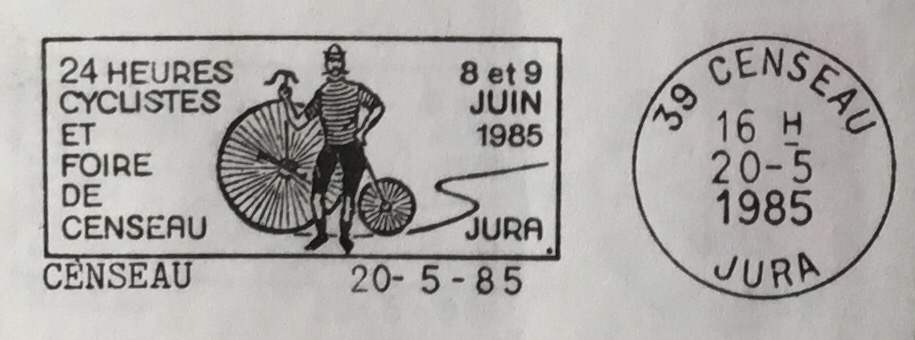 24 HEURES
CYCLISTES
ET
FOIRE
DE
CENSEAU
8 et 9
JUIN
1985
JURA
CENSEAU 20-5-85
39 CENSEAU
16 H
20-5
1985
JURA